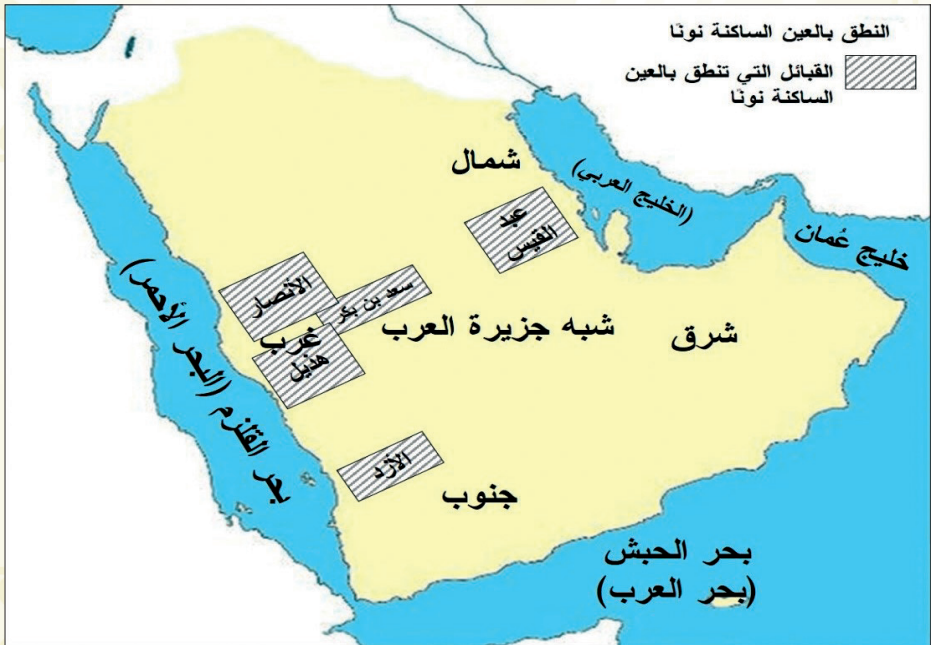 النطق بالعين الساكنة نونًا
القبائل التي تنطق بالعين
الساكنة نونًا
شمال
(الخليج العربي)
خليج عُمان
عبد
القيس
الأنصار
سعد بن بكر
غرب
هذيل
شبه جزيرة العرب
شرق
بحر القلزم (البحر الأحمر)
الأزد
جنوب
بحر الحبش
(بحر العرب)